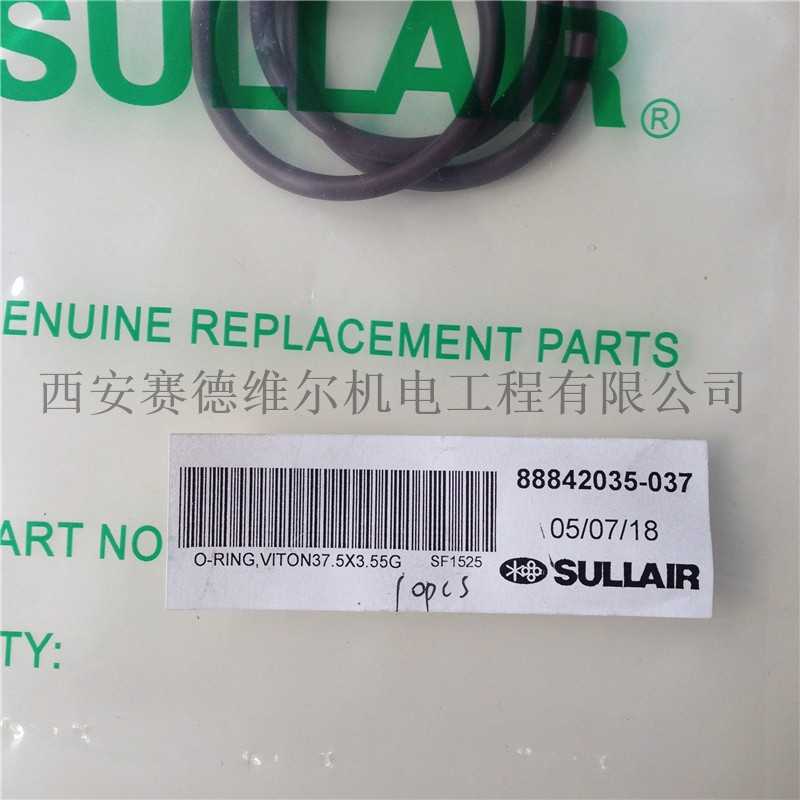 SULLAIR®
ENUINE REPLACEMENT PARTS
西安赛德维尔机电工程有限公司
88842035-037
ART NO
05/07/18
O-RING,VITON37.5X3.55G SF1525
SULLAIR
10pcs
TY: